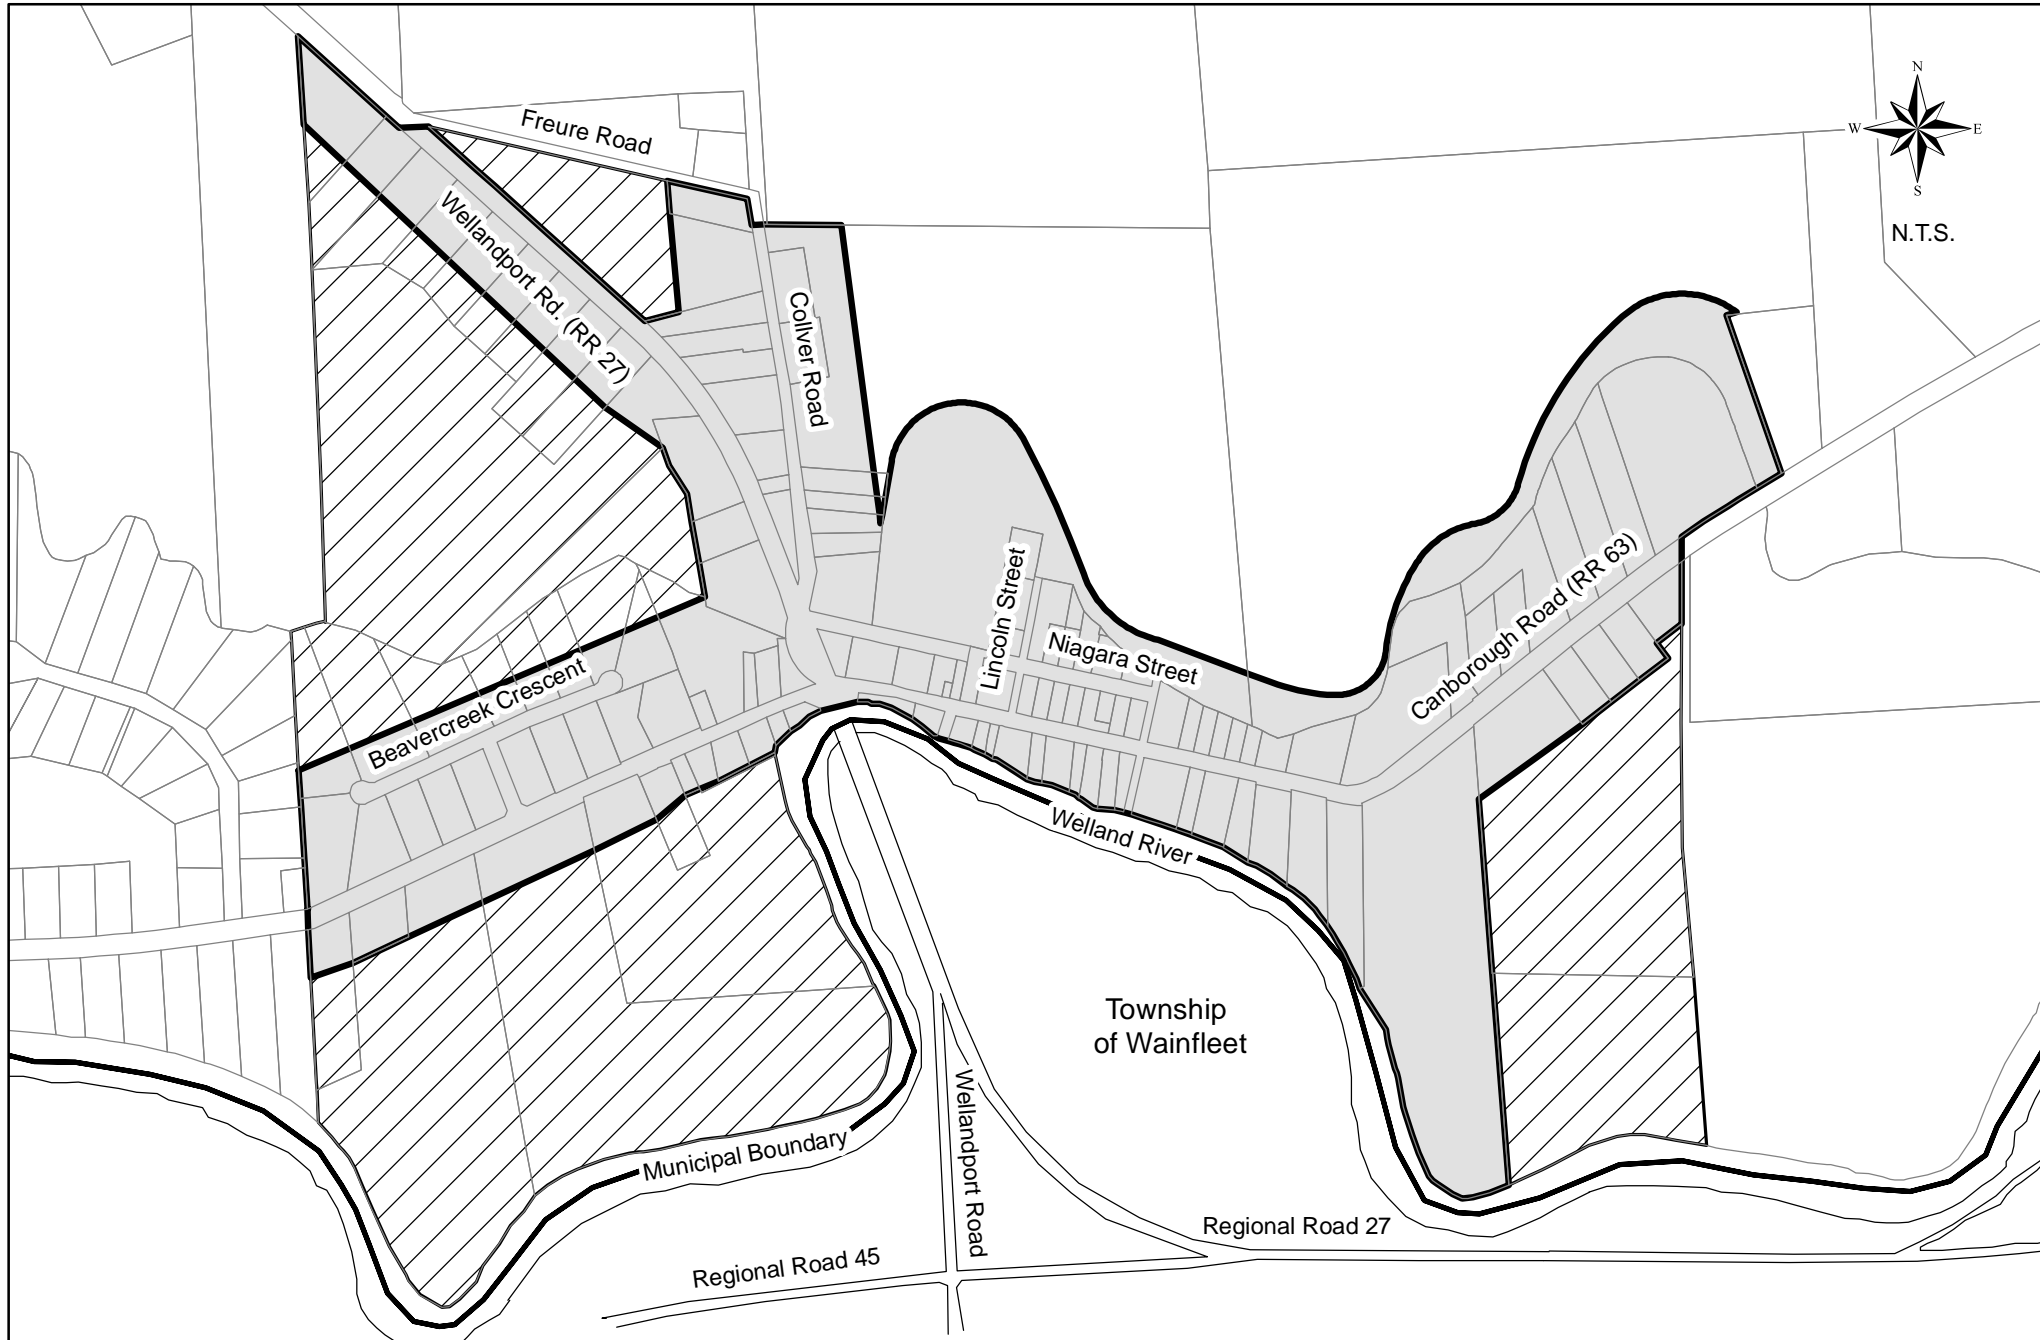 N
W E
S
N.T.S.
Freure Road
Wellandport Rd. (RR 27)
Collver Road
Lincoln Street
Niagara Street
Canborough Road (RR 63)
Beavercreek Crescent
Welland River
Township
of Wainfleet
Municipal Boundary
Wellandport Road
Regional Road 27
Regional Road 45